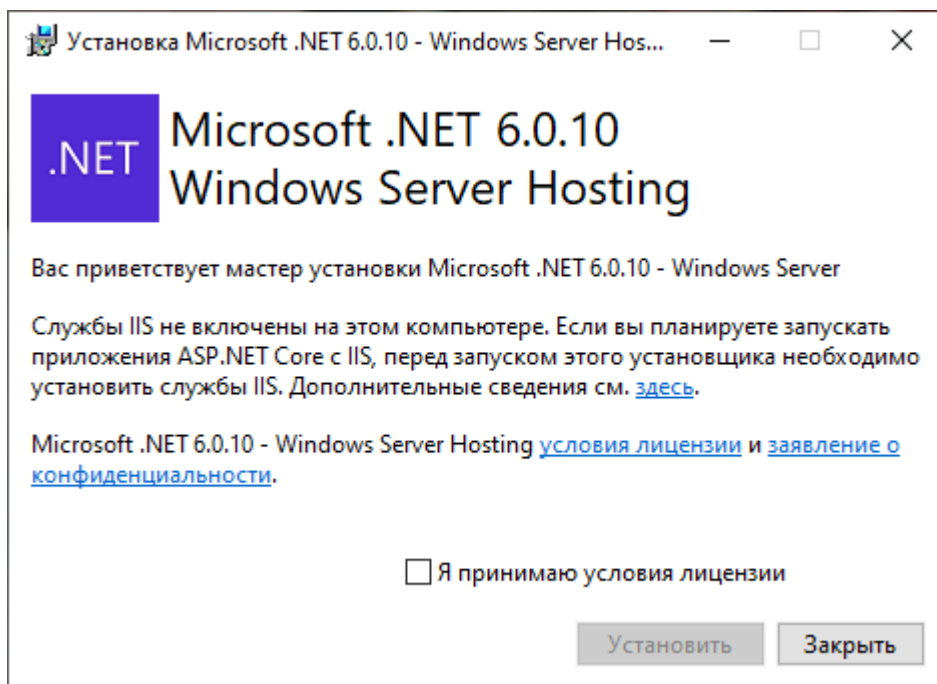 Установка Microsoft .NET 6.0.10 - Windows Server Hos...
.NET
Microsoft .NET 6.0.10
Windows Server Hosting
Вас приветствует мастер установки Microsoft .NET 6.0.10 - Windows Server
Службы IIS не включены на этом компьютере. Если вы планируете запускать
приложения ASP.NET Core с IIS, перед запуском этого установщика необходимо
установить службы IIS. Дополнительные сведения см. здесь.
Microsoft .NET 6.0.10 - Windows Server Hosting условия лицензии и заявление о
конфиденциальности.
Я принимаю условия лицензии
Установить
Закрыть